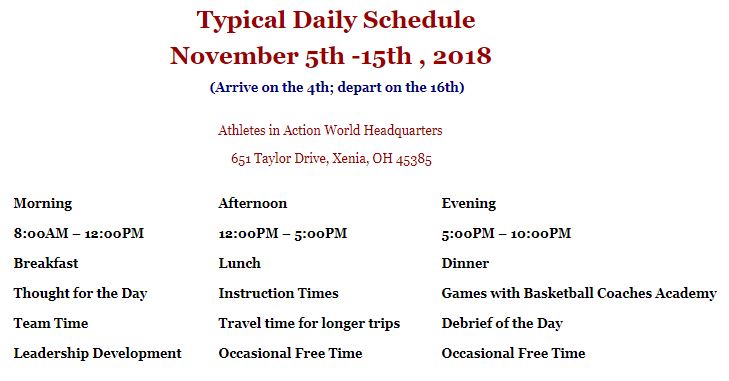 Typical Daily Schedule
November 5th -15th , 2018
(Arrive on the 4th; depart on the 16th)
Athletes in Action World Headquarters
651 Taylor Drive, Xenia, OH 45385
Morning Afternoon Evening
8:00AM – 12:00PM 12:00PM – 5:00PM 5:00PM – 10:00PM
Breakfast Lunch Dinner
Thought for the Day Instruction Times Games with Basketball Coaches Academy
Team Time Travel time for longer trips Debrief of the Day
Leadership Development Occasional Free Time Occasional Free Time